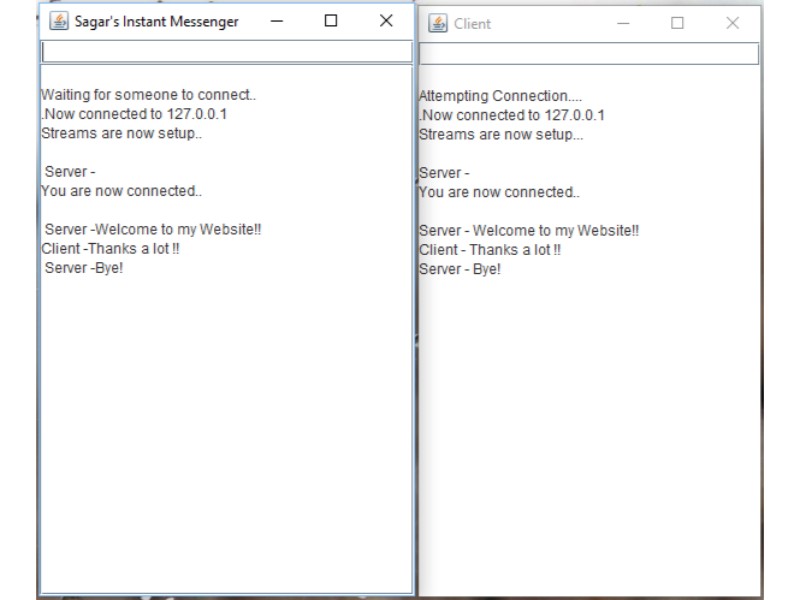 Sagar's Instant Messenger
Waiting for someone to connect..
.Now connected to 127.0.0.1
Streams are now setup..
Server -
You are now connected..
Server -Welcome to my Website!!
Client -Thanks a lot !!
Server -Bye!
Client
Attempting Connection....
.Now connected to 127.0.0.1
Streams are now setup...
Server -
You are now connected..
Server - Welcome to my Website!!
Client - Thanks a lot !!
Server - Bye!